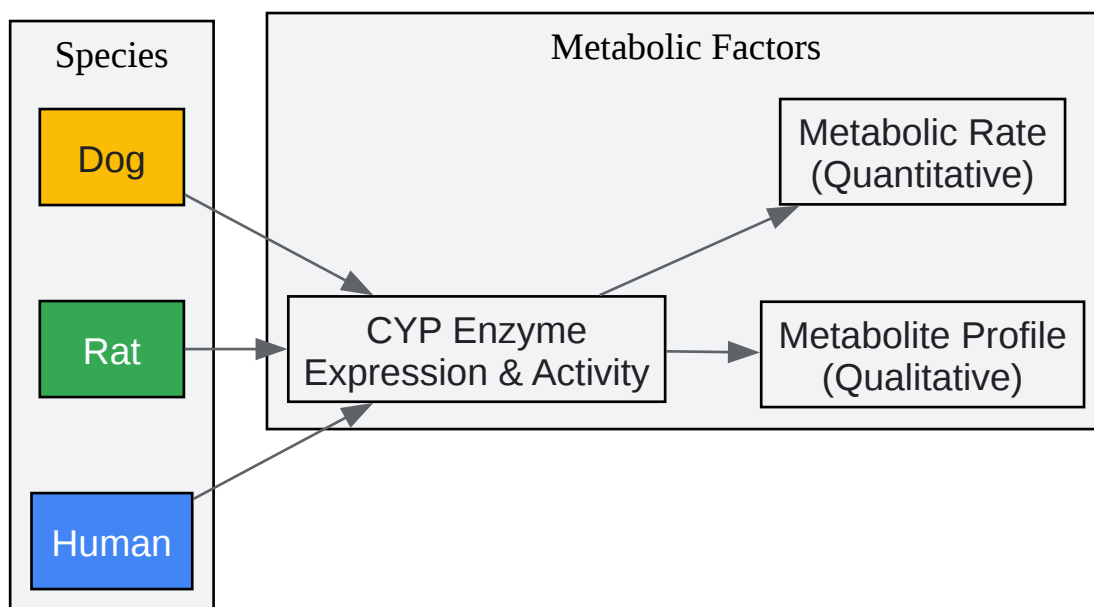 Species
Dog
Rat
Human
Metabolic Factors
CYP Enzyme
Expression & Activity
Metabolic Rate
(Quantitative)
Metabolite Profile
(Qualitative)